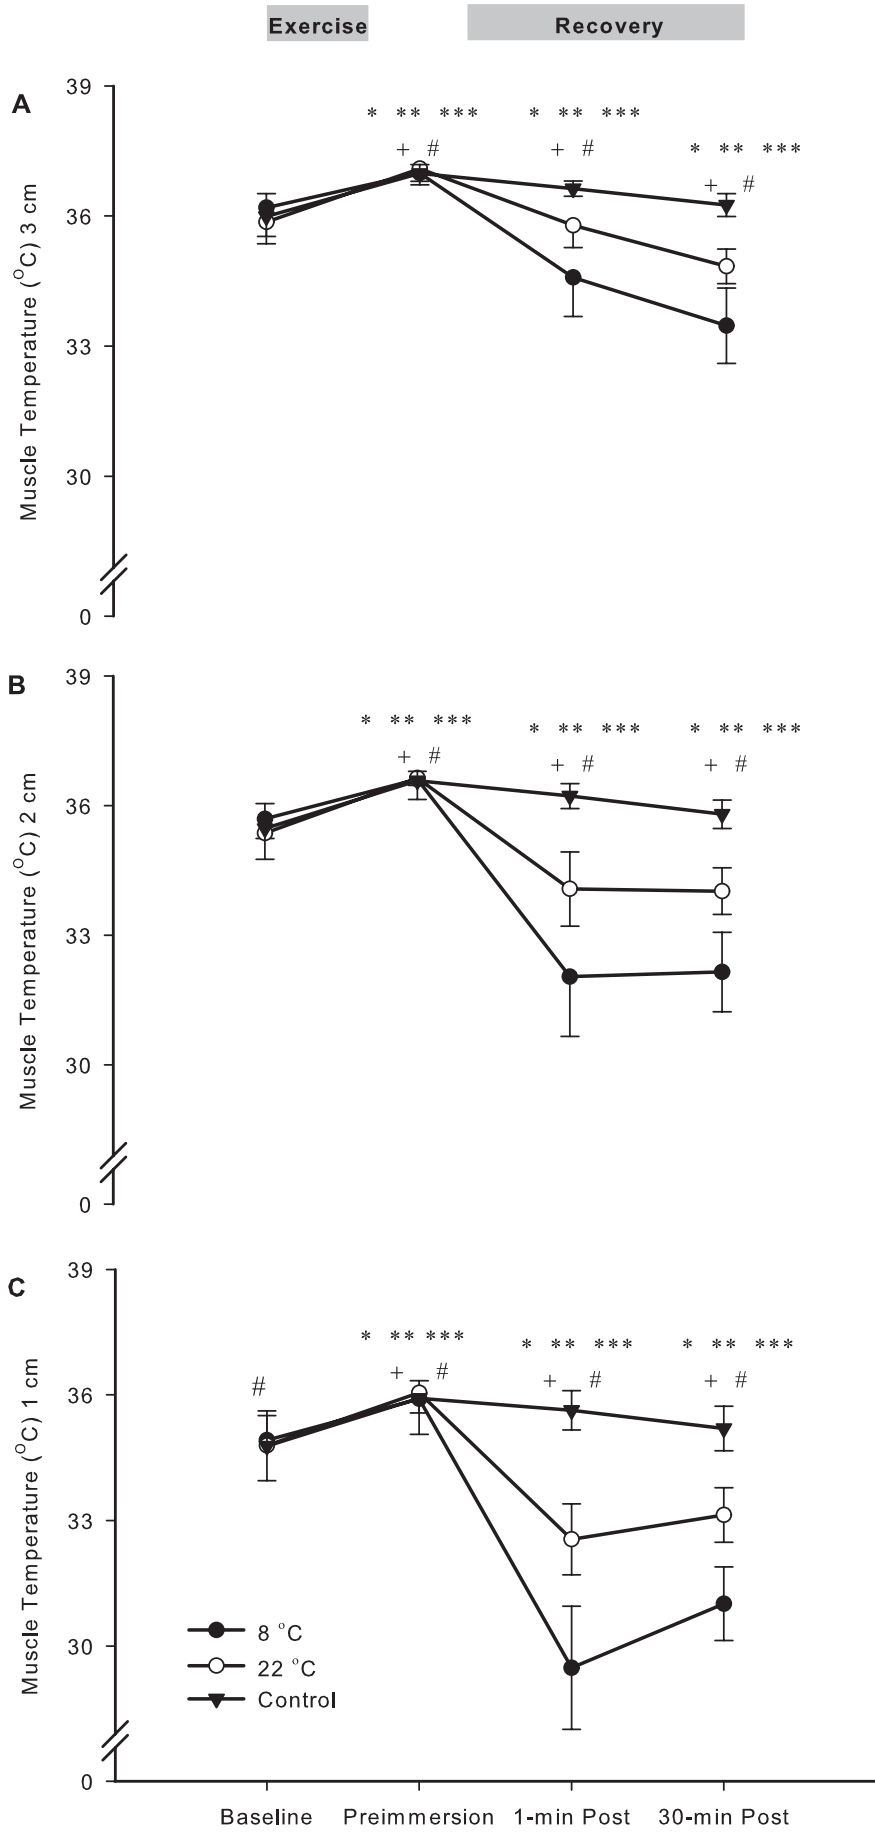 Exercise Recovery
A
39
* ** *** * ** ***
+ # + # * ** ***
+ #
36
33
30
0
Muscle Temperature (°C) 3 cm
B
39
* ** *** * ** *** * ** ***
+ # + # + #
36
33
30
0
Muscle Temperature (°C) 2 cm
C
39
* ** *** * ** *** * ** ***
# + # + # + #
36
33
30
0
Muscle Temperature (°C) 1 cm
8 °C
22 °C
Control
Baseline Preimmersion 1-min Post 30-min Post